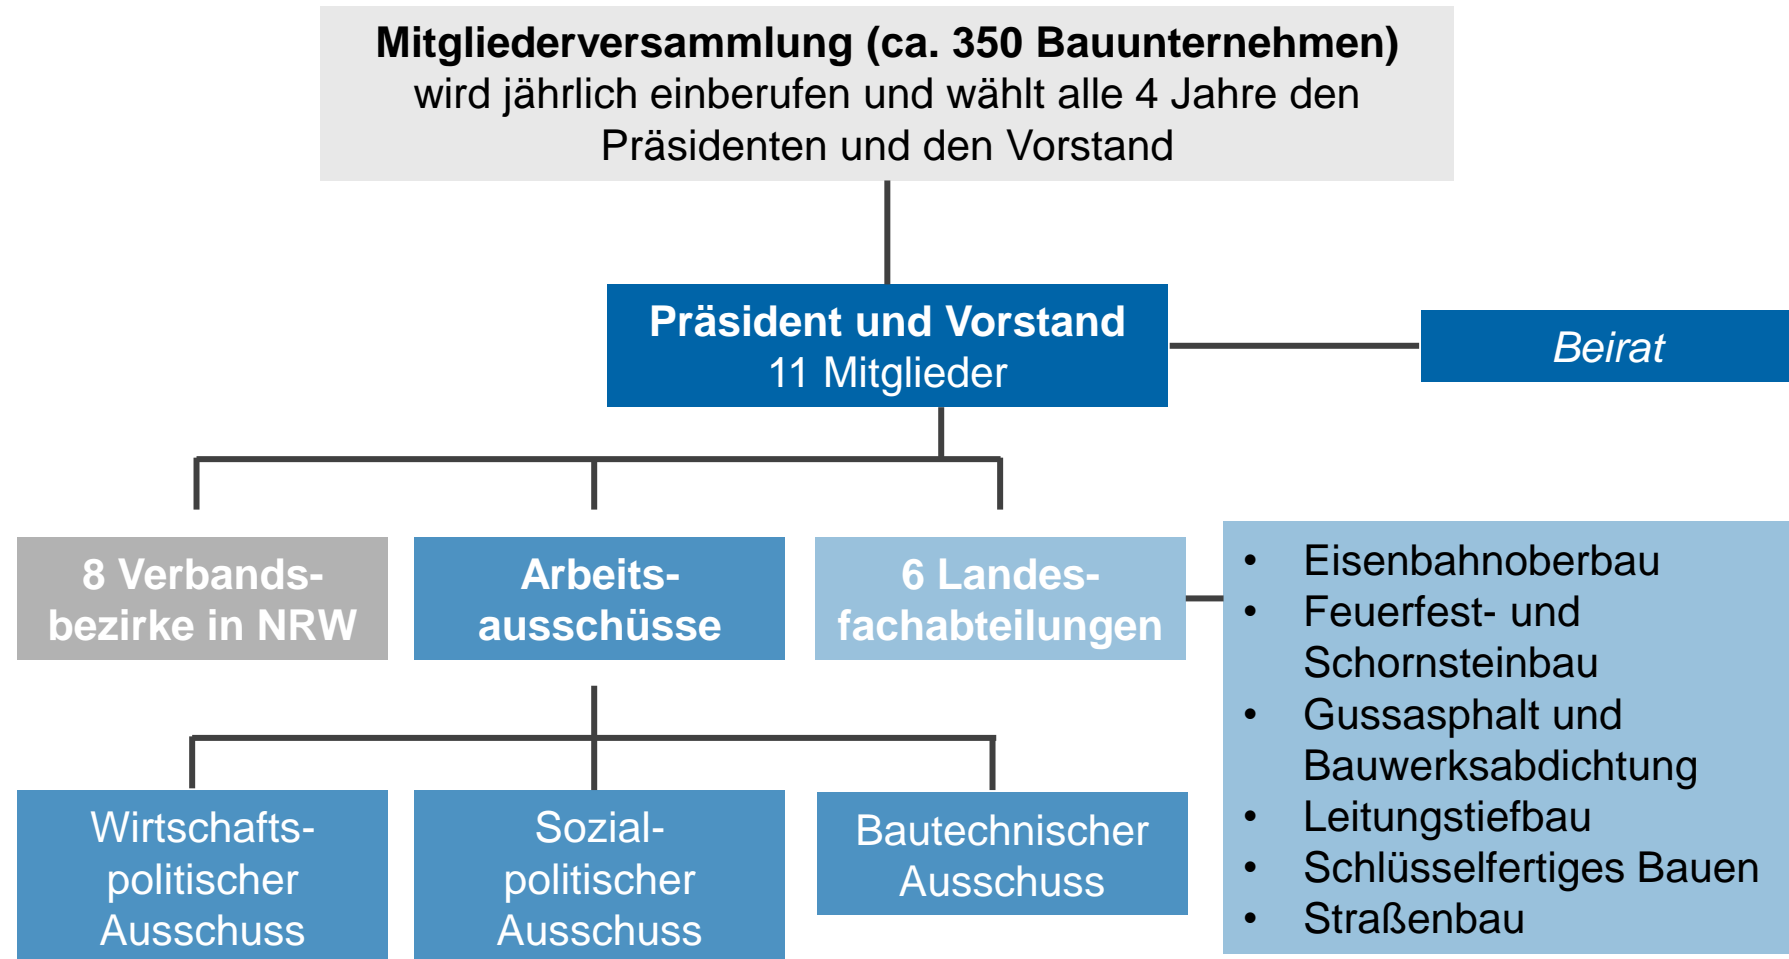 Mitgliederversammlung (ca. 350 Bauunternehmen)
wird jährlich einberufen und wählt alle 4 Jahre den
Präsidenten und den Vorstand
Präsident und Vorstand
11 Mitglieder
Beirat
8 Verbands-
bezirke in NRW
Arbeits-
ausschüsse
6 Landes-
fachabteilungen
• Eisenbahnoberbau
• Feuerfest- und
Schornsteinbau
• Gussasphalt und
Bauwerksabdichtung
• Leitungstiefbau
• Schlüsselfertiges Bauen
• Straßenbau
Wirtschafts-
politischer
Ausschuss
Sozial-
politischer
Ausschuss
Bautechnischer
Ausschuss